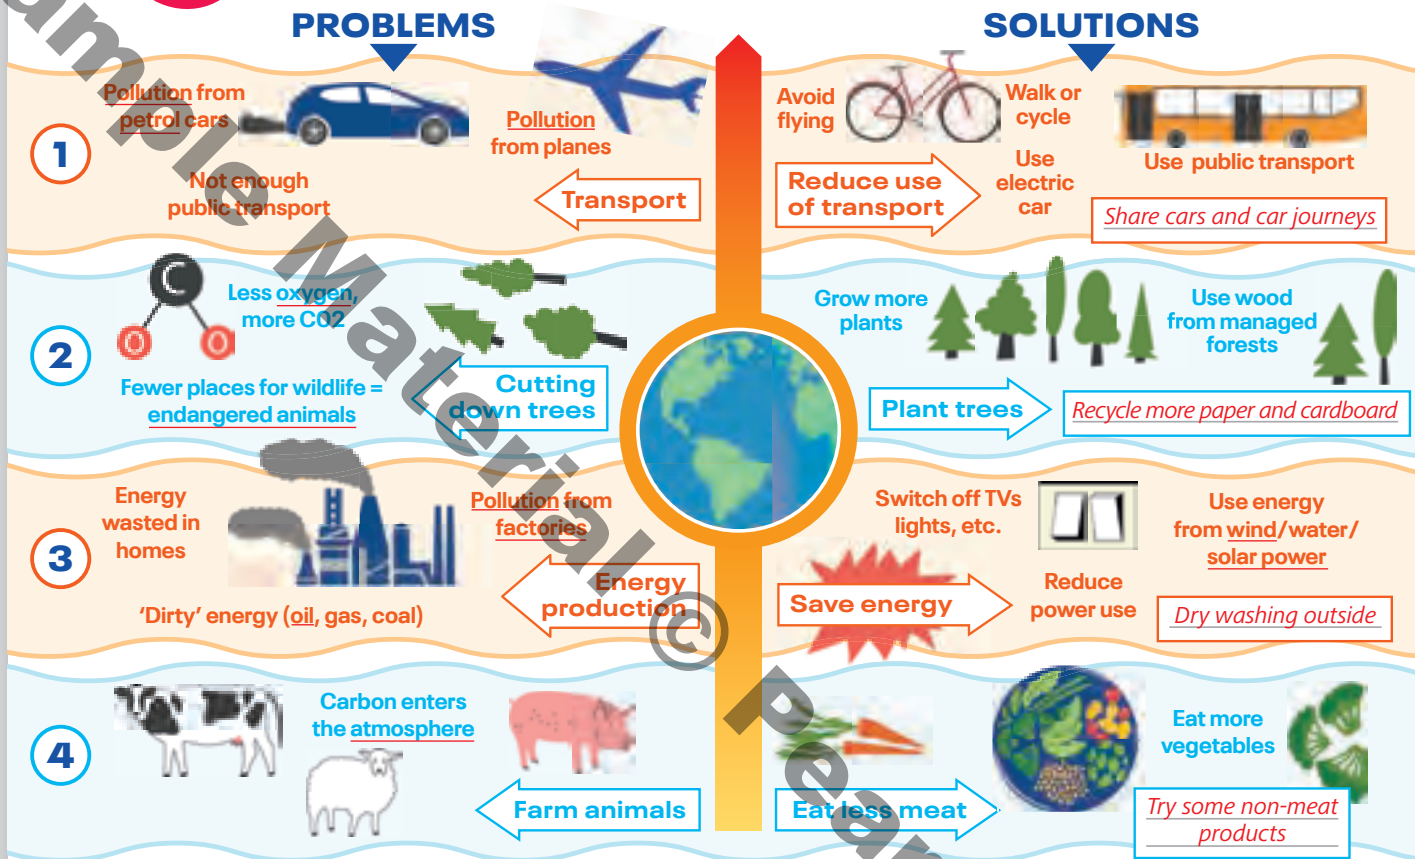 PROBLEMS
SOLUTIONS
1
Pollution from
petrol cars
Pollution
from planes
Not enough
public transport
Transport
Avoid
flying
Walk or
cycle
Use
electric
car
Use public transport
Reduce use
of transport
Share cars and car journeys
2
C
O
O
Less oxygen,
more CO2
Fewer places for wildlife =
endangered animals
Cutting
down trees
Grow more
plants
Use wood
from managed
forests
Plant trees
Recycle more paper and cardboard
3
Energy
wasted in
homes
Pollution from
factories
'Dirty' energy (oil, gas, coal)
Energy
production
Switch off TVs
lights, etc.
Use energy
from wind/water/
solar power
Reduce
power use
Save energy
Dry washing outside
4
Carbon enters
the atmosphere
Farm animals
Eat less meat
Eat more
vegetables
Try some non-meat
products
ample Material © Pear